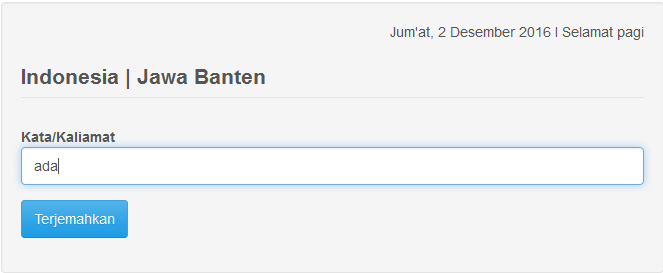 Jum'at, 2 Desember 2016 | Selamat pagi
Indonesia | Jawa Banten
Kata/Kaliamat
ada
Terjemahkan